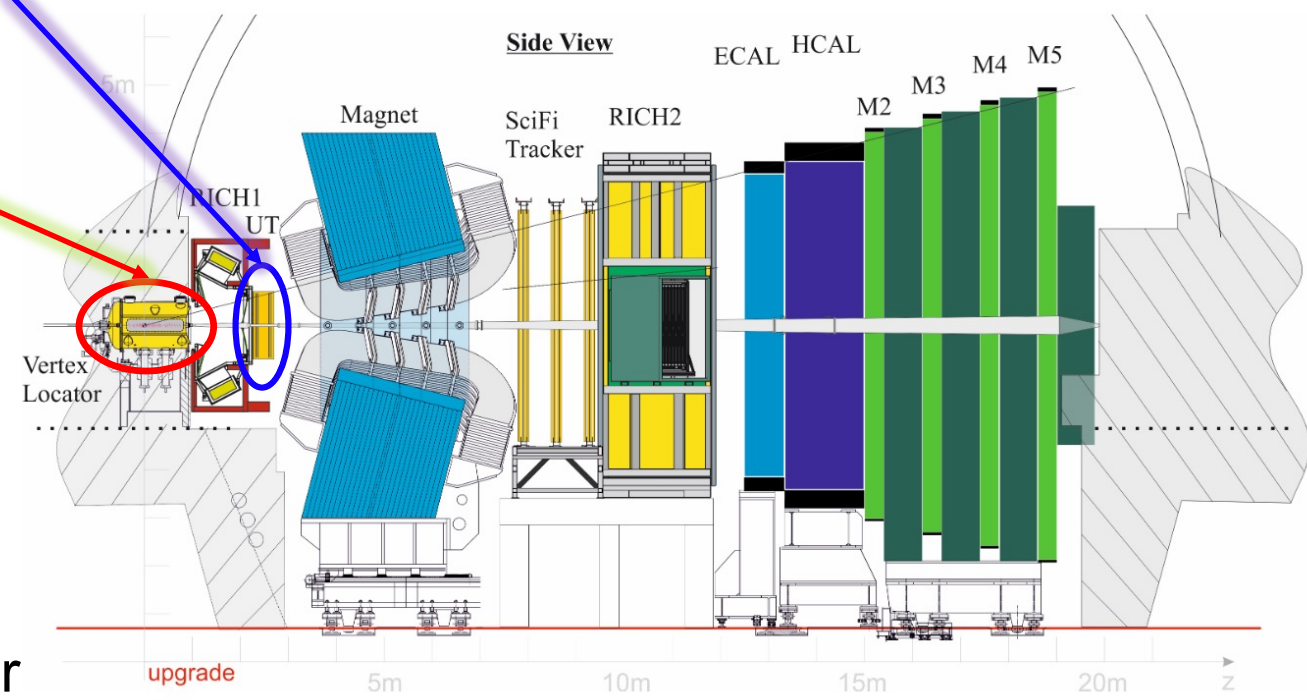 Side View
ECAL
HCAL
M2
M3
M4
M5
5m
Magnet
SciFi
Tracker
RICH2
RICH1
UT
Vertex
Locator
r
upgrade
5m
10m
15m
20m
z